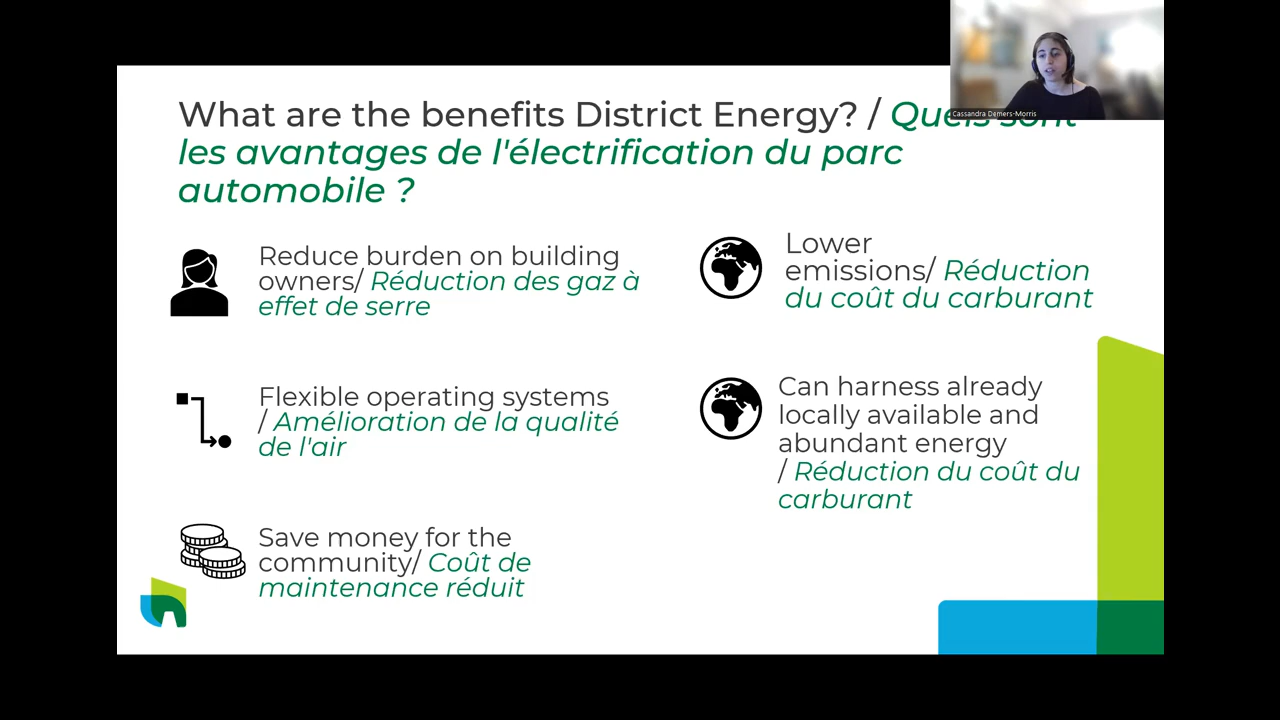 What are the benefits District Energy? / Quels sont
les avantages de l'électrification du parc
automobile ?
Cassandra Demers-Morris
Reduce burden on building
owners/ Réduction des gaz à
effet de serre
Flexible operating systems
/ Amélioration de la qualité
de l'air
Save money for the
community/ Coût de
maintenance réduit
Lower
emissions/ Réduction
du coût du carburant
Can harness already
locally available and
abundant energy
/ Réduction du coût du
carburant